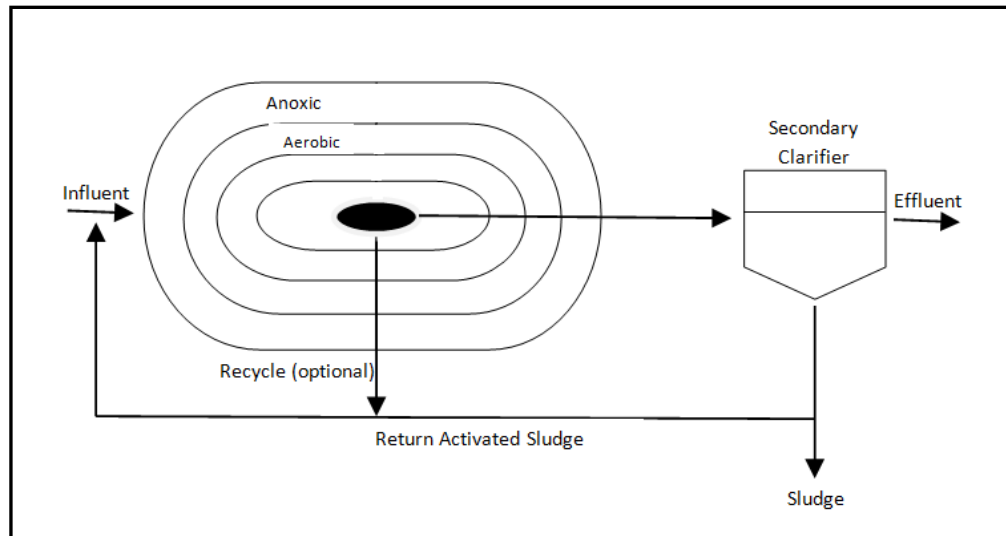 Anoxic
Aerobic
Secondary
Clarifier
Influent
Effluent
Recycle (optional)
Return Activated Sludge
Sludge